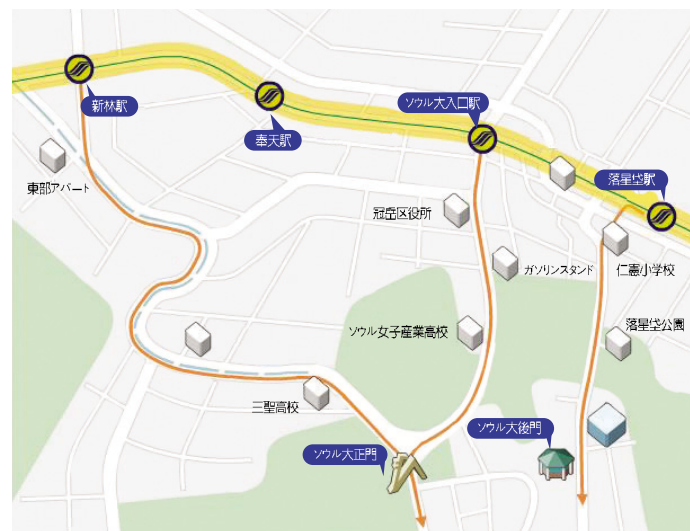 新林駅
奉天駅
ソウル大入口駅
落星垈駅
東部アパート
冠岳区役所
ガソリンスタンド
仁憲小学校
ソウル女子産業高校
落星垈公園
三聖高校
ソウル大正門
ソウル大後門